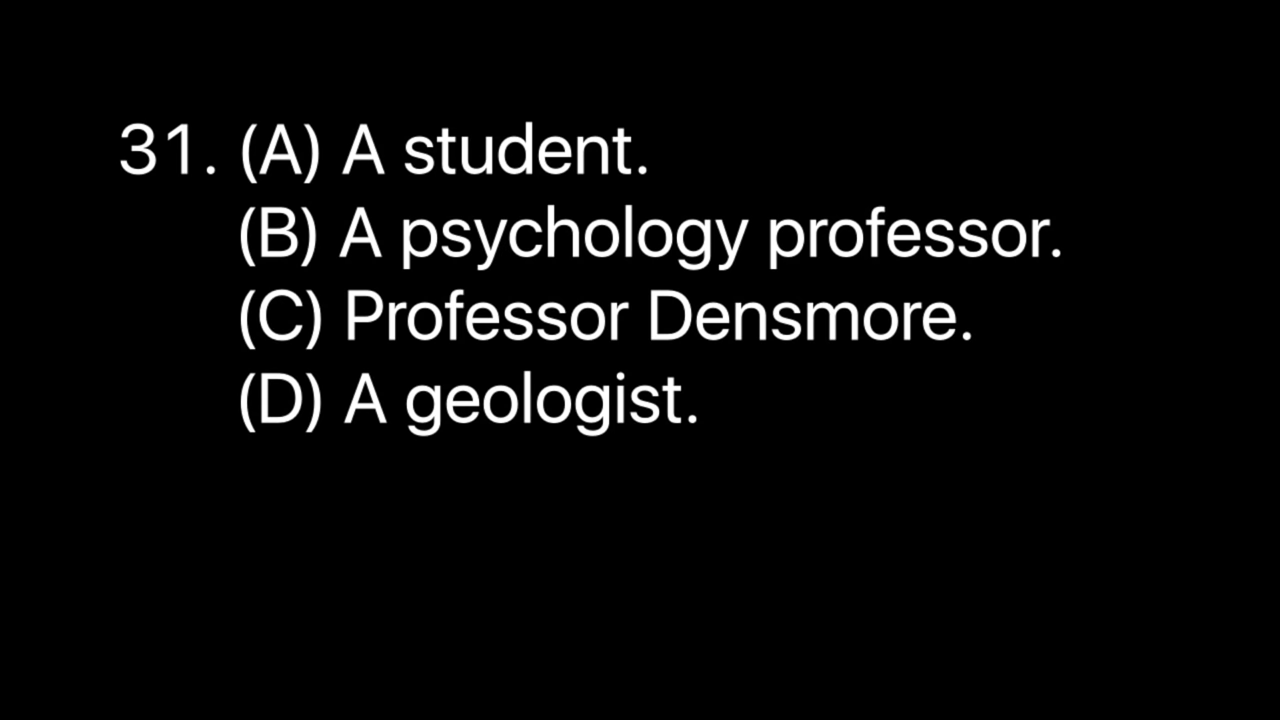 31. (A) A student.
(B) A psychology professor.
(C) Professor Densmore.
(D) A geologist.